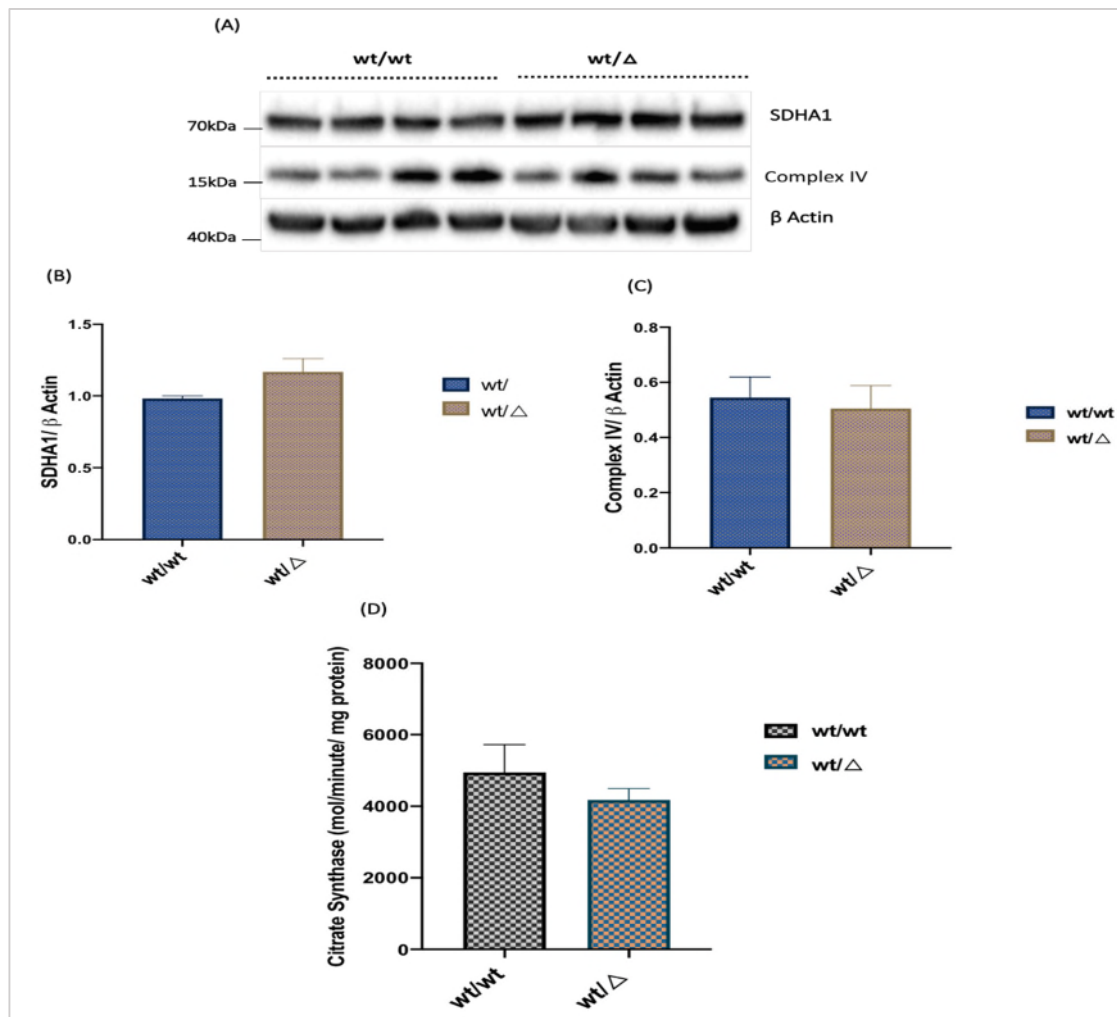 (A)
wt/wt wt/△
70kDa SDHA1
15kDa Complex IV
40kDa β Actin
(B)
SDHA1/ β Actin
1.5
1.0
0.5
0.0
wt/wt
wt/△
wt/
wt/△
(C)
Complex IV/ β Actin
0.8
0.6
0.4
0.2
0.0
wt/wt
wt/△
wt/wt
wt/△
(D)
Citrate Synthase (mol/minute/ mg protein)
8000
6000
4000
2000
0
wt/wt
wt/△
wt/wt
wt/△